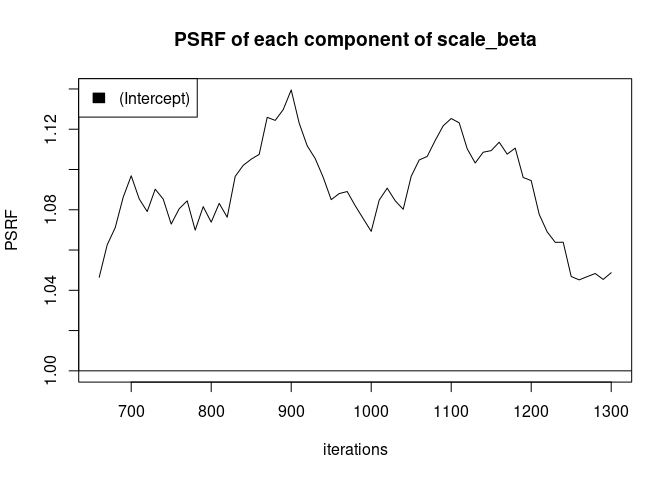 PSRF of each component of scale_beta
(Intercept)
PSRF
1.12
1.08
1.04
1.00
700 800 900 1000 1100 1200 1300
iterations